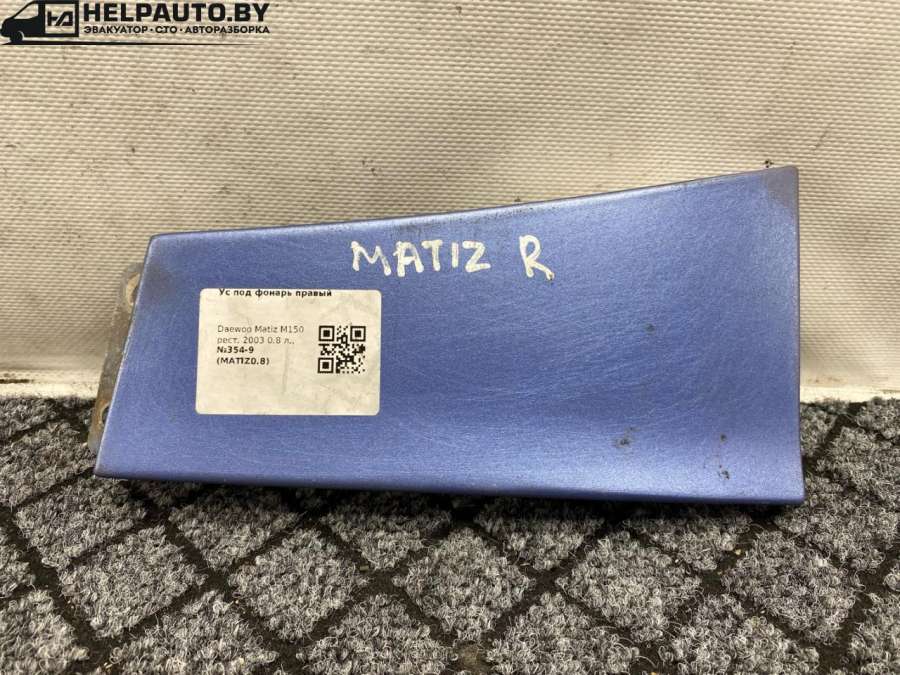 HELPAUTO.BY
ЭВАКУАТОР • СТО • АВТОРАЗБОРКА
MATIZ R
Ус под фонарь правый
Daewoo Matiz M150
рест. 2003 0.8 л.,
№354-9
(MATIZ0.8)